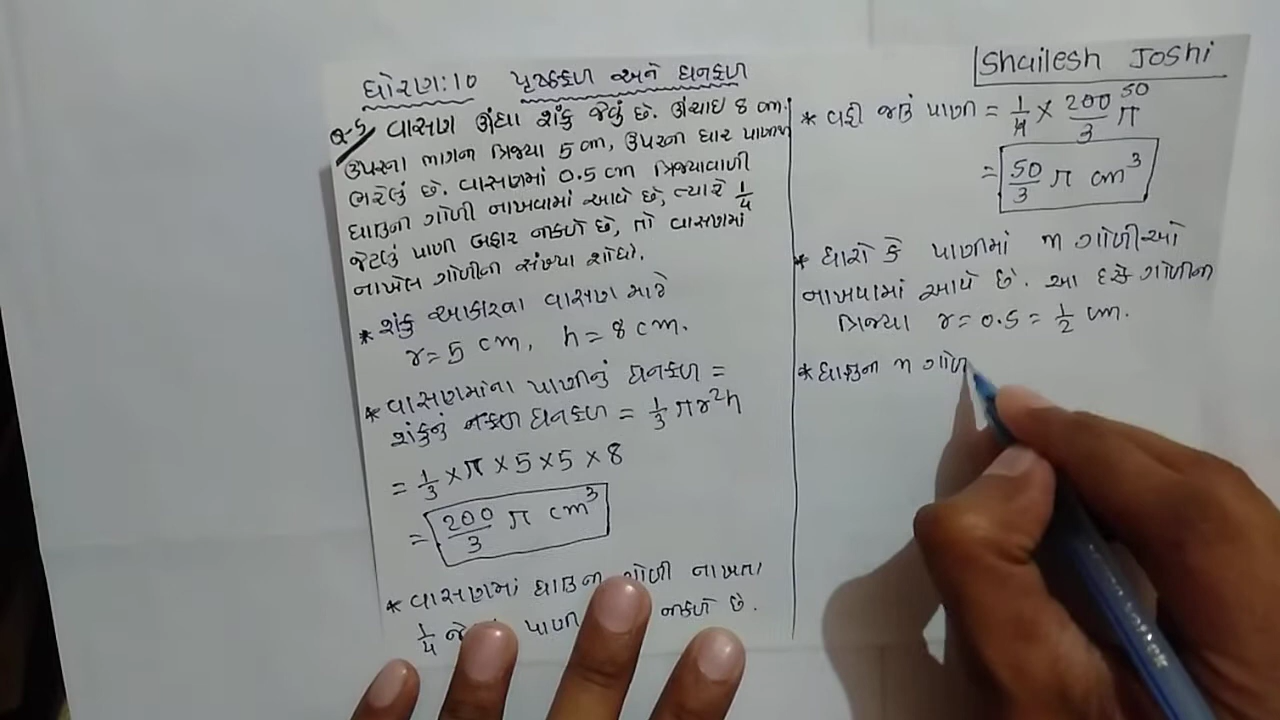 Shailesh Joshi
ધોરણ: 10 પૃષ્ઠફળ અને ઘનફળ
Q-5 વાસણ ઊંધા શંકુ જેવું છે. ઊંચાઇ 8 cm.
ઉપરના ભાગની ત્રિજ્યા 5 cm, ઉપરની ધાર પાણીથી
ભરેલું છે. વાસણમાં 0.5 cm ત્રિજ્યાવાળી
ધાતુની ગોળી નાખવામાં આવે છે, ત્યારે 1/4
જેટલું પાણી બહાર નીકળે છે, તો વાસણમાં
નાખેલ ગોળીની સંખ્યા શોધો.
* શંકુ આકારના વાસણ માટે
r = 5 cm, h = 8 cm.
* વાસણમાંના પાણીનું ઘનફળ =
શંકુનું ઘનફળ = 1/3 πr²h
= 1/3 × π × 5 × 5 × 8
= 200/3 π cm³
* વાસણમાં ધાતુની ગોળી નાખતા
1/4 પાણી નીકળે છે.
* વહી જતું પાણી = 1/4 × 200/3 π 50
= 50/3 π cm³
* ધારો કે પાણીમાં n ગોળીઓ
નાખવામાં આવે છે. આ દરેક ગોળીની
ત્રિજ્યા r = 0.5 = 1/2 cm.
* ધાતુની n ગોળી